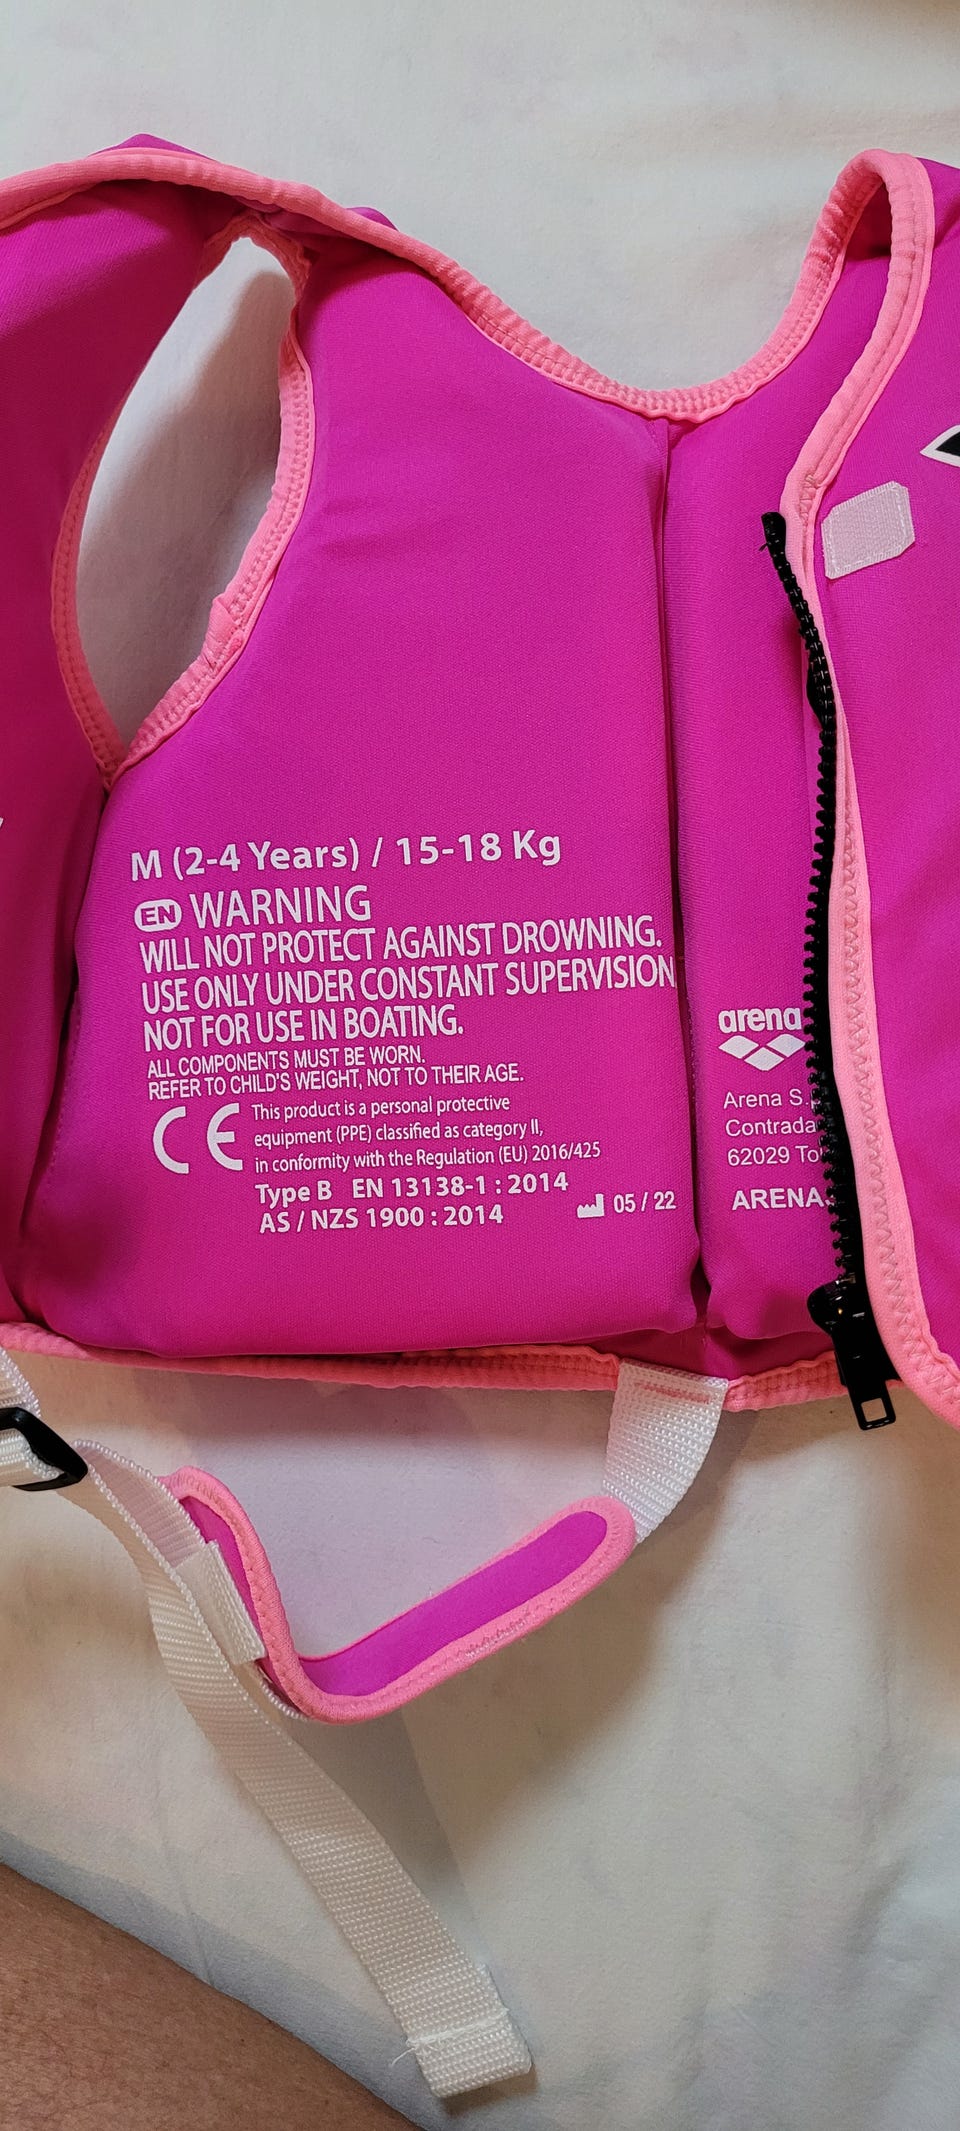 M (2-4 Years) / 15-18 Kg
EN WARNING
WILL NOT PROTECT AGAINST DROWNING.
USE ONLY UNDER CONSTANT SUPERVISION
NOT FOR USE IN BOATING.
ALL COMPONENTS MUST BE WORN.
REFER TO CHILD'S WEIGHT, NOT TO THEIR AGE.
CE This product is a personal protective
equipment (PPE) classified as category II,
in conformity with the Regulation (EU) 2016/425
Type B EN 13138-1 : 2014
AS / NZS 1900 : 2014
05 / 22
arena
Arena S.
Contrada
62029